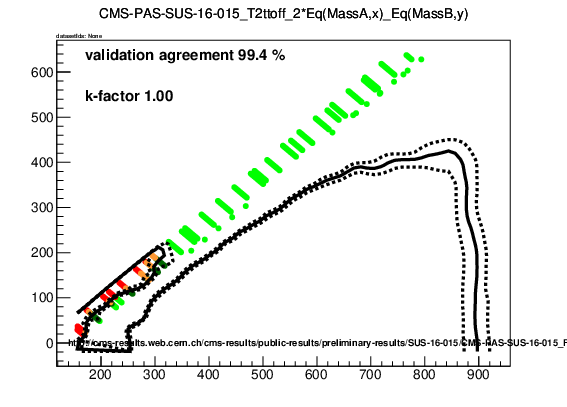 CMS-PAS-SUS-16-015_T2ttoff_2*Eq(MassA,x)_Eq(MassB,y)
datasetIds: None
validation agreement 99.4 %
k-factor 1.00
600
500
400
300
200
100
0
200 300 400 500 600 700 800 900